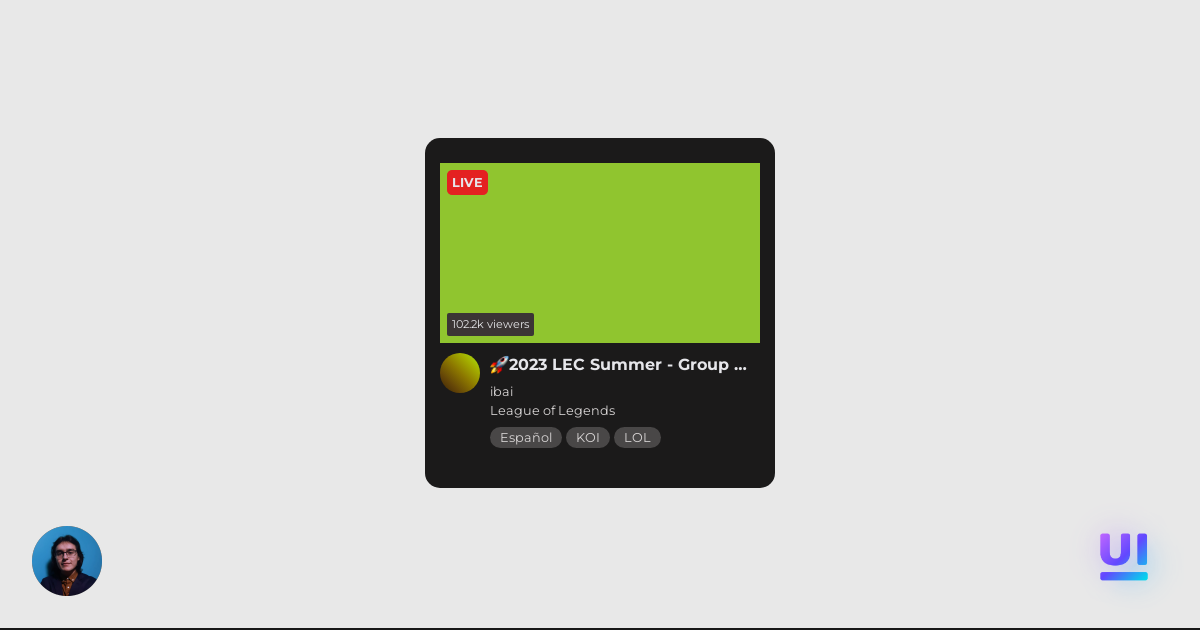 LIVE
102.2k viewers
🚀2023 LEC Summer - Group ...
ibai
League of Legends
Español KOI LOL
UI